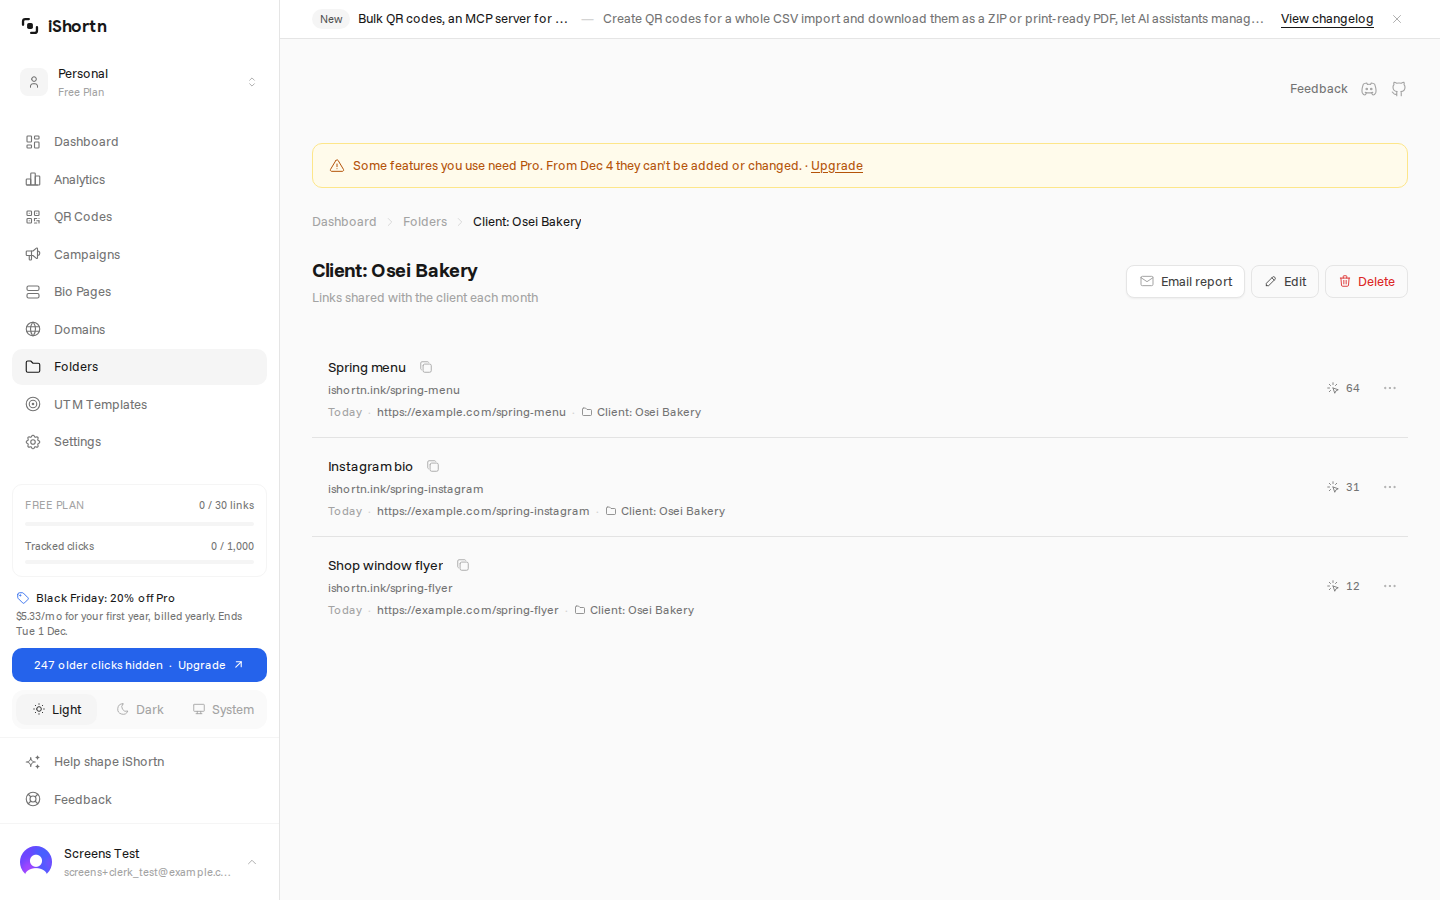 iShortn
Personal
Free Plan
Dashboard
Analytics
QR Codes
Campaigns
Bio Pages
Domains
Folders
UTM Templates
Settings
FREE PLAN 0 / 30 links
Tracked clicks 0 / 1,000
Black Friday: 20% off Pro
$5.33/mo for your first year, billed yearly. Ends
Tue 1 Dec.
247 older clicks hidden · Upgrade
Light Dark System
Help shape iShortn
Feedback
Screens Test
screens+clerk_test@example.c...
New Bulk QR codes, an MCP server for ... — Create QR codes for a whole CSV import and download them as a ZIP or print-ready PDF, let AI assistants manag... View changelog
Feedback
Some features you use need Pro. From Dec 4 they can't be added or changed. · Upgrade
Dashboard Folders Client: Osei Bakery
Client: Osei Bakery
Links shared with the client each month
Email report Edit Delete
Spring menu
ishortn.ink/spring-menu 64
Today · https://example.com/spring-menu · Client: Osei Bakery
Instagram bio
ishortn.ink/spring-instagram 31
Today · https://example.com/spring-instagram · Client: Osei Bakery
Shop window flyer
ishortn.ink/spring-flyer 12
Today · https://example.com/spring-flyer · Client: Osei Bakery